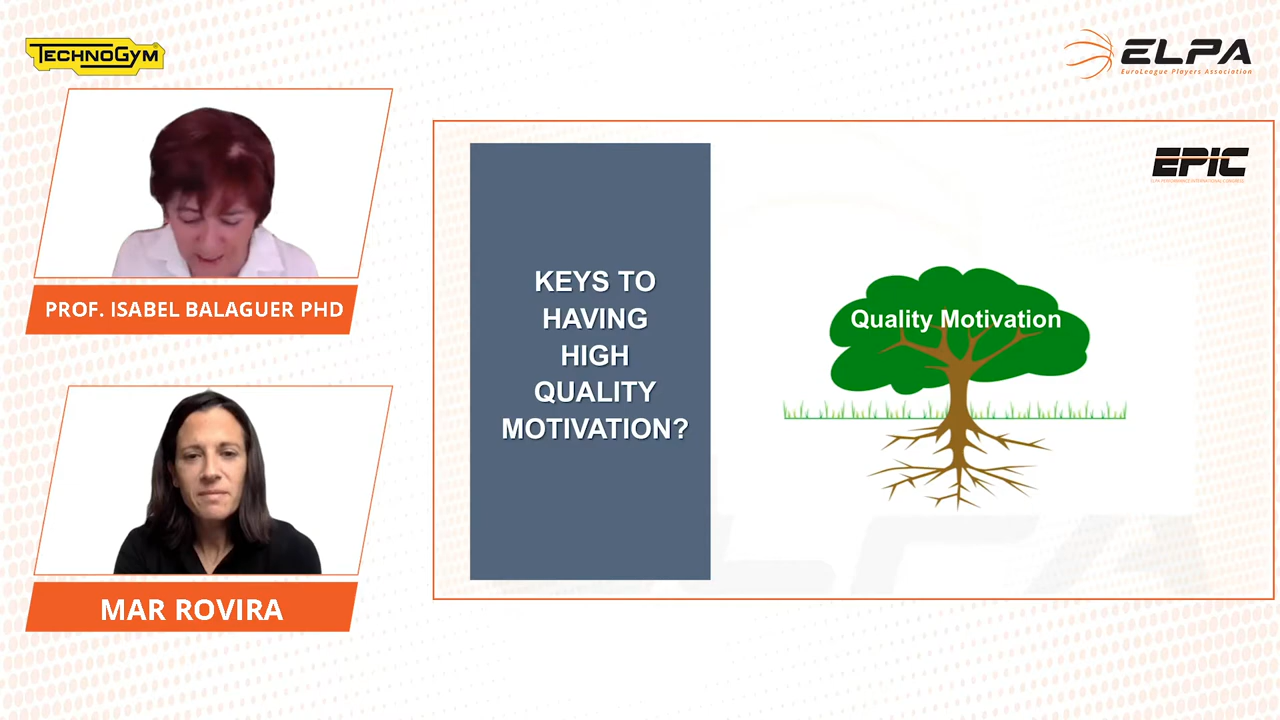 TECHNOGYM
ELPA
EuroLeague Players Association
PROF. ISABEL BALAGUER PHD
MAR ROVIRA
EPIC
KEYS TO
HAVING
HIGH
QUALITY
MOTIVATION?
Quality Motivation
ELPA